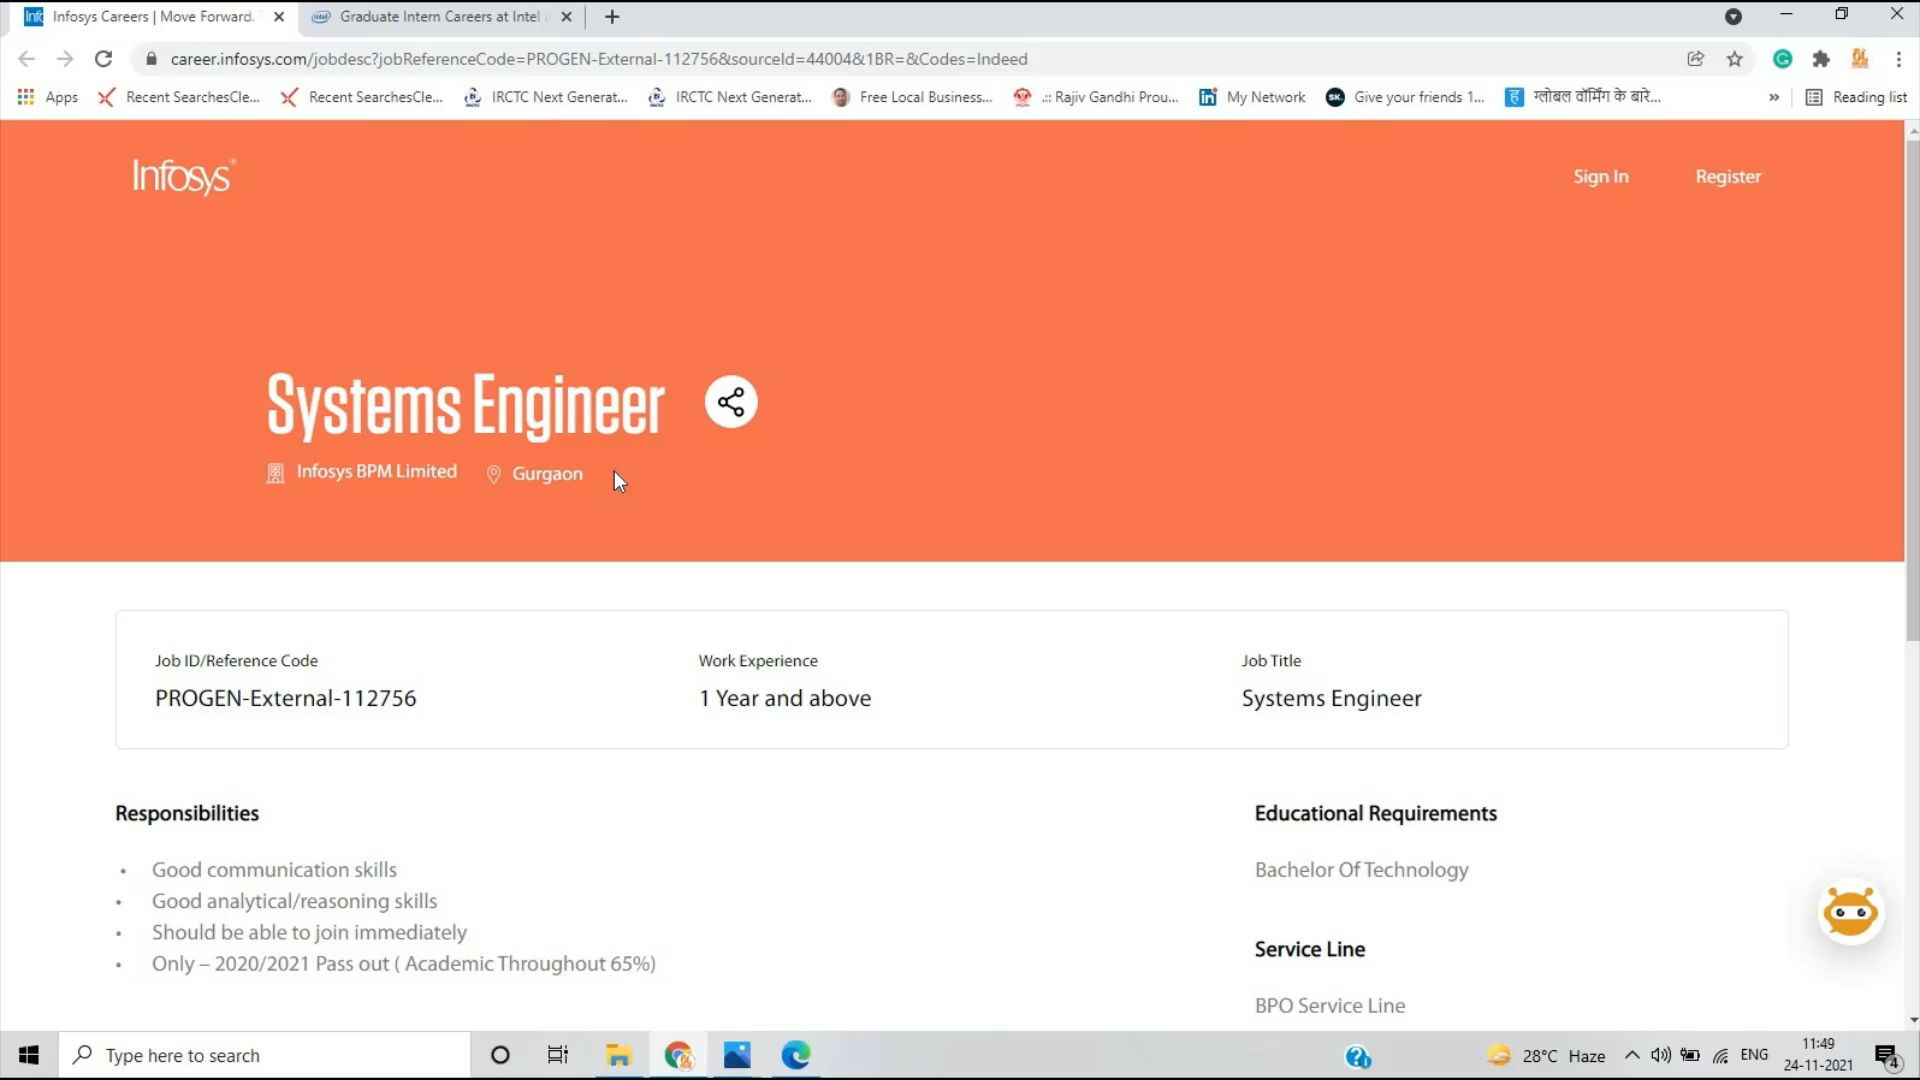 Infosys Careers | Move Forward.
Graduate Intern Careers at Intel
career.infosys.com/jobdesc?jobReferenceCode=PROGEN-External-112756&sourceId=44004&1BR=&Codes=Indeed
Apps Recent SearchesCle... Recent SearchesCle... IRCTC Next Generat... IRCTC Next Generat... Free Local Business... .:: Rajiv Gandhi Prou... My Network Give your friends 1... ग्लोबल वॉर्मिंग के बारे... » Reading list
Infosys
Sign In Register
Systems Engineer
Infosys BPM Limited Gurgaon
Job ID/Reference Code Work Experience Job Title
PROGEN-External-112756 1 Year and above Systems Engineer
Responsibilities
• Good communication skills
• Good analytical/reasoning skills
• Should be able to join immediately
• Only – 2020/2021 Pass out ( Academic Throughout 65%)
Educational Requirements
Bachelor Of Technology
Service Line
BPO Service Line
Type here to search
28°C Haze ENG
11:49
24-11-2021
4